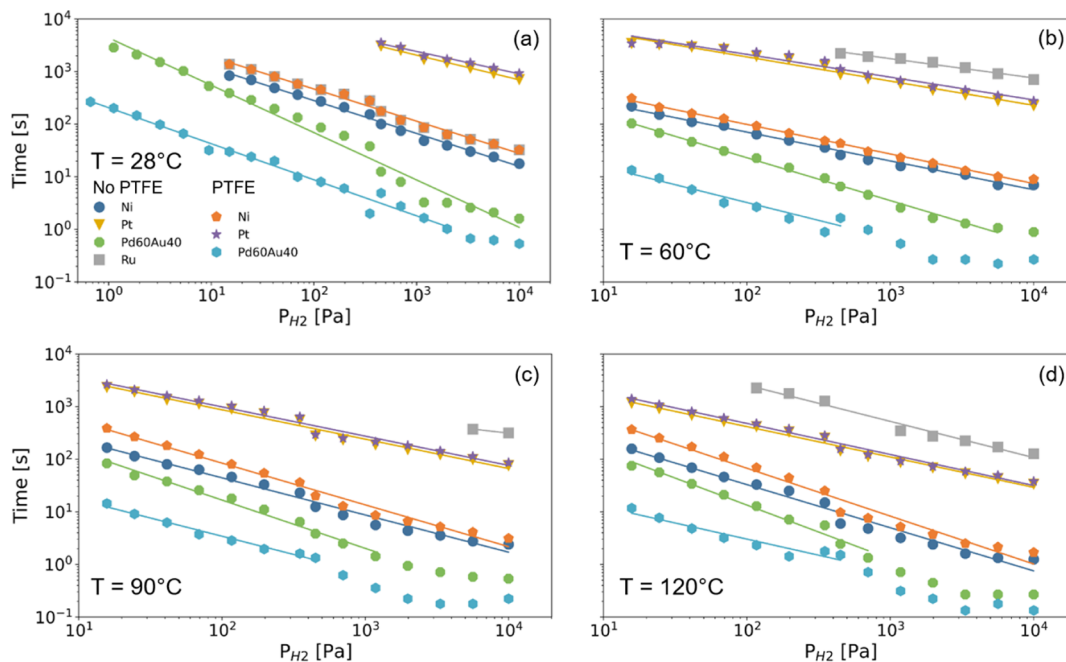 (a)
10⁴
10³
10²
10¹
10⁰
10⁻¹
Time [s]
T = 28°C
No PTFE
Ni
Pt
Pd60Au40
Ru
PTFE
Ni
Pt
Pd60Au40
10⁰ 10¹ 10² 10³ 10⁴
P_H2 [Pa]
(b)
10⁴
10³
10²
10¹
10⁰
10⁻¹
Time [s]
T = 60°C
10¹ 10² 10³ 10⁴
P_H2 [Pa]
(c)
10⁴
10³
10²
10¹
10⁰
10⁻¹
Time [s]
T = 90°C
10¹ 10² 10³ 10⁴
P_H2 [Pa]
(d)
10⁴
10³
10²
10¹
10⁰
10⁻¹
Time [s]
T = 120°C
10¹ 10² 10³ 10⁴
P_H2 [Pa]